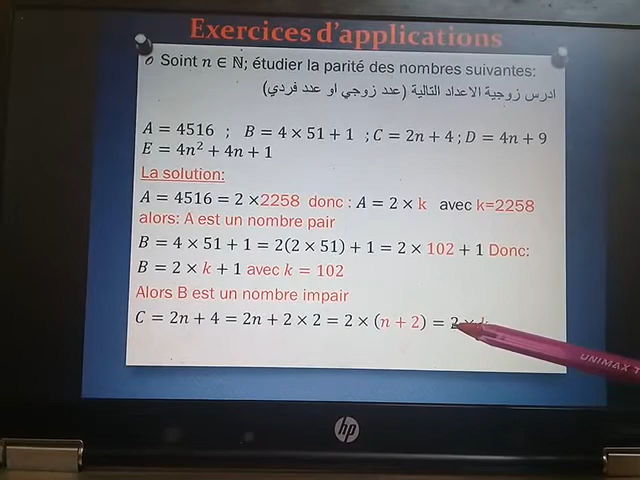 Exercices d'applications
Soint n ∈ ℕ; étudier la parité des nombres suivantes:
ادرس زوجية الاعداد التالية (عدد زوجي او عدد فردي)
A = 4516 ; B = 4 × 51 + 1 ; C = 2n + 4 ; D = 4n + 9
E = 4n² + 4n + 1
La solution:
A = 4516 = 2 ×2258 donc : A = 2 × k avec k=2258
alors: A est un nombre pair
B = 4 × 51 + 1 = 2(2 × 51) + 1 = 2 × 102 + 1 Donc:
B = 2 × k + 1 avec k = 102
Alors B est un nombre impair
C = 2n + 4 = 2n + 2 × 2 = 2 × (n + 2) = 2 ×
UNIMAX
hp